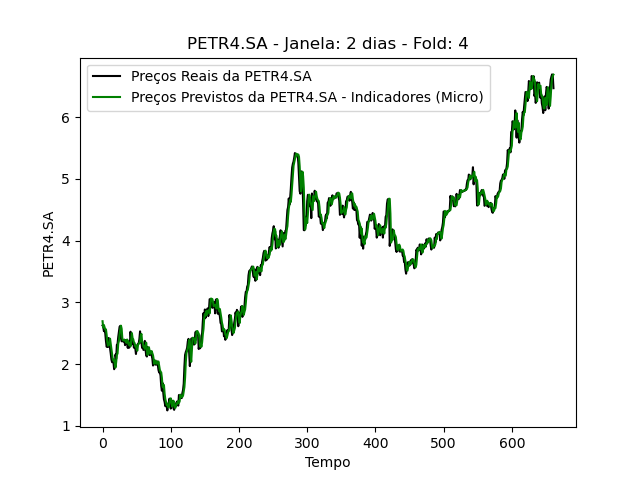 PETR4.SA - Janela: 2 dias - Fold: 4
Preços Reais da PETR4.SA
Preços Previstos da PETR4.SA - Indicadores (Micro)
PETR4.SA
6
5
4
3
2
1
0 100 200 300 400 500 600
Tempo